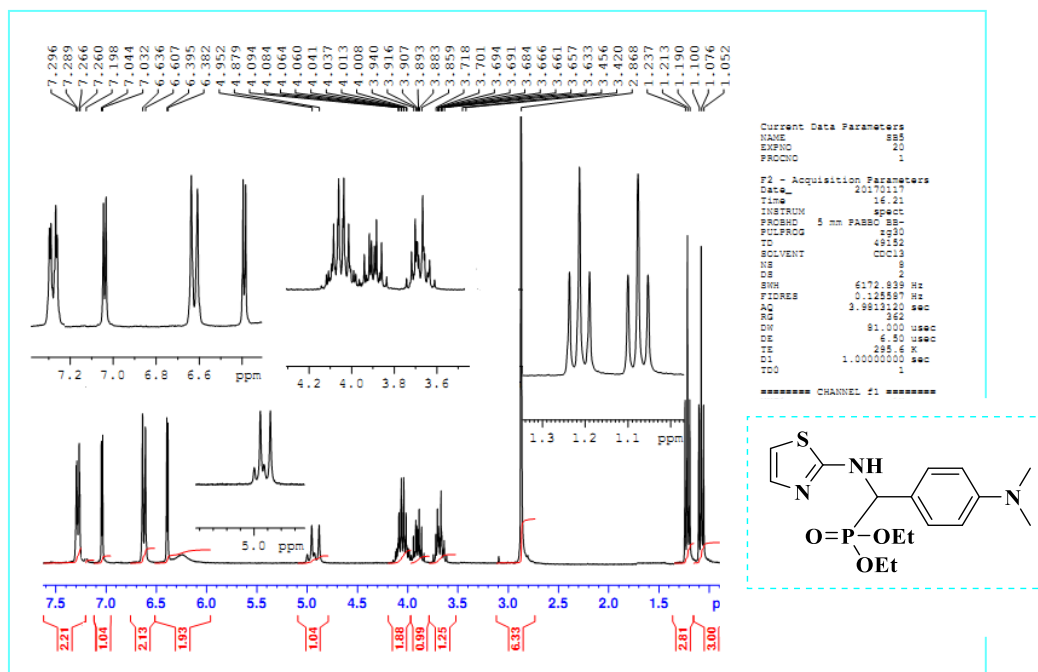 7.296
7.289
7.266
7.260
7.198
7.044
7.032
6.636
6.607
6.395
6.382
4.952
4.879
4.094
4.084
4.064
4.060
4.041
4.037
4.013
4.008
3.940
3.916
3.907
3.893
3.883
3.859
3.718
3.701
3.694
3.691
3.684
3.666
3.661
3.657
3.633
3.456
3.420
2.868
1.237
1.213
1.190
1.100
1.076
1.052
Current Data Parameters
NAME SB5
EXPNO 20
PROCNO 1
F2 - Acquisition Parameters
Date_ 20170117
Time 16.21
INSTRUM spect
PROBHD 5 mm PABBO BB-
PULPROG zg30
TD 49152
SOLVENT CDCl3
NS 8
DS 2
SWH 6172.839 Hz
FIDRES 0.125587 Hz
AQ 3.9813120 sec
RG 362
DW 81.000 usec
DE 6.50 usec
TE 295.6 K
D1 1.00000000 sec
TD0 1
======== CHANNEL f1 ========
7.2 7.0 6.8 6.6 ppm
4.2 4.0 3.8 3.6
1.3 1.2 1.1 ppm
5.0 ppm
S
NH
N
N
O=P-OEt
OEt
7.5 7.0 6.5 6.0 5.5 5.0 4.5 4.0 3.5 3.0 2.5 2.0 1.5 1.0 p
2.21 1.04 2.13 1.93 1.04 1.88 0.99 1.25 6.33 2.81 3.00